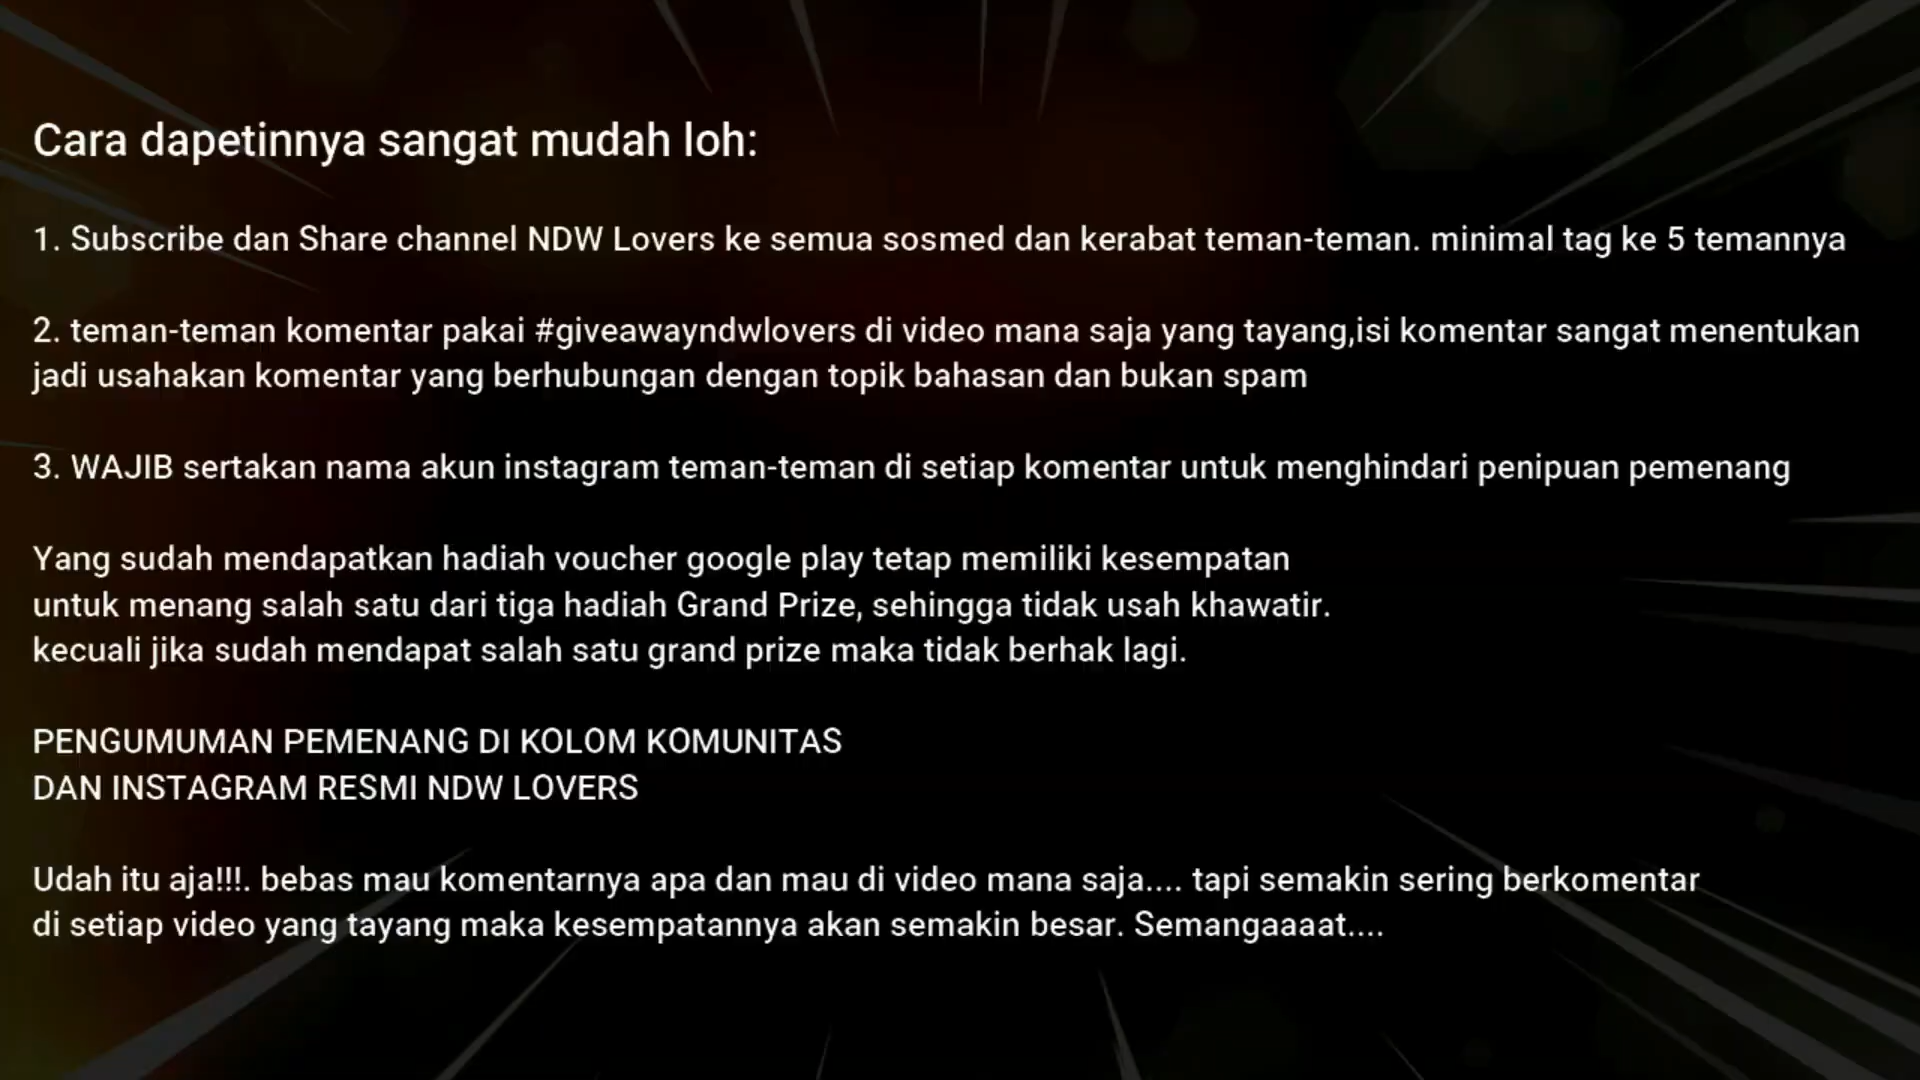 Cara dapetinnya sangat mudah loh:
1. Subscribe dan Share channel NDW Lovers ke semua sosmed dan kerabat teman-teman. minimal tag ke 5 temannya
2. teman-teman komentar pakai #giveawayndwlovers di video mana saja yang tayang,isi komentar sangat menentukan
jadi usahakan komentar yang berhubungan dengan topik bahasan dan bukan spam
3. WAJIB sertakan nama akun instagram teman-teman di setiap komentar untuk menghindari penipuan pemenang
Yang sudah mendapatkan hadiah voucher google play tetap memiliki kesempatan
untuk menang salah satu dari tiga hadiah Grand Prize, sehingga tidak usah khawatir.
kecuali jika sudah mendapat salah satu grand prize maka tidak berhak lagi.
PENGUMUMAN PEMENANG DI KOLOM KOMUNITAS
DAN INSTAGRAM RESMI NDW LOVERS
Udah itu aja!!!. bebas mau komentarnya apa dan mau di video mana saja.... tapi semakin sering berkomentar
di setiap video yang tayang maka kesempatannya akan semakin besar. Semangaaaat....